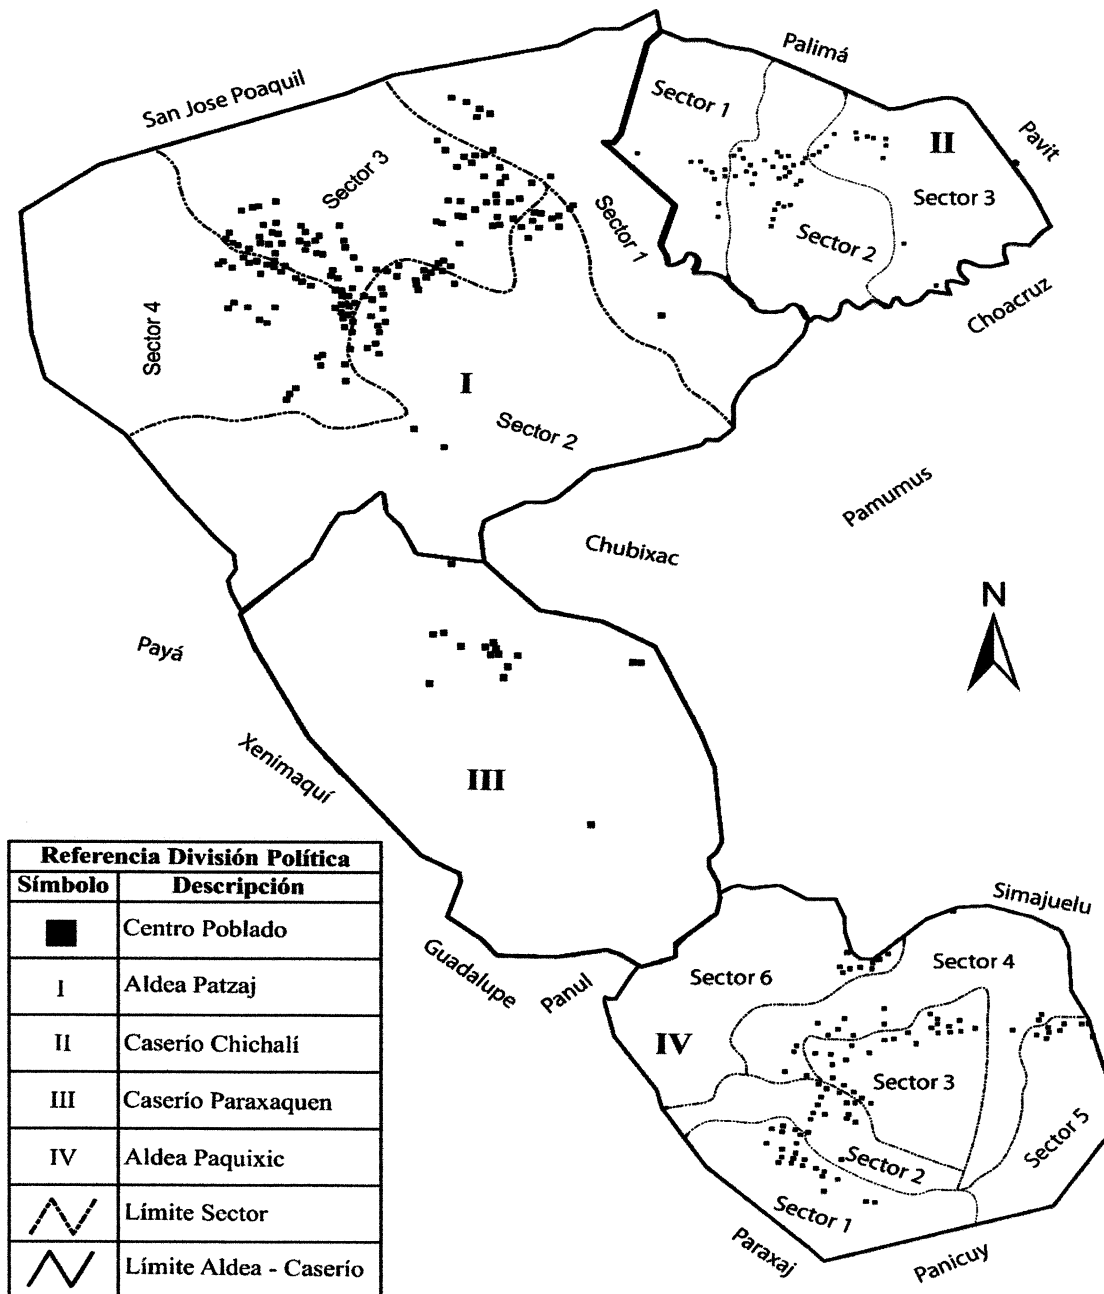 Palimá
San Jose Poaquil
Sector 1
II
Pavit
Sector 3
Sector 3
Sector 1
Sector 2
Choacruz
Sector 4
I
Sector 2
Pamumus
Chubixac
N
Payá
Xenimaquí
III
Referencia División Política
Símbolo Descripción
Centro Poblado
I Aldea Patzaj
II Caserío Chichalí
III Caserío Paraxaquen
IV Aldea Paquixic
Límite Sector
Límite Aldea - Caserío
Guadalupe
Panul
Simajuelu
Sector 6
Sector 4
IV
Sector 3
Sector 5
Sector 2
Sector 1
Paraxaj
Panicuy